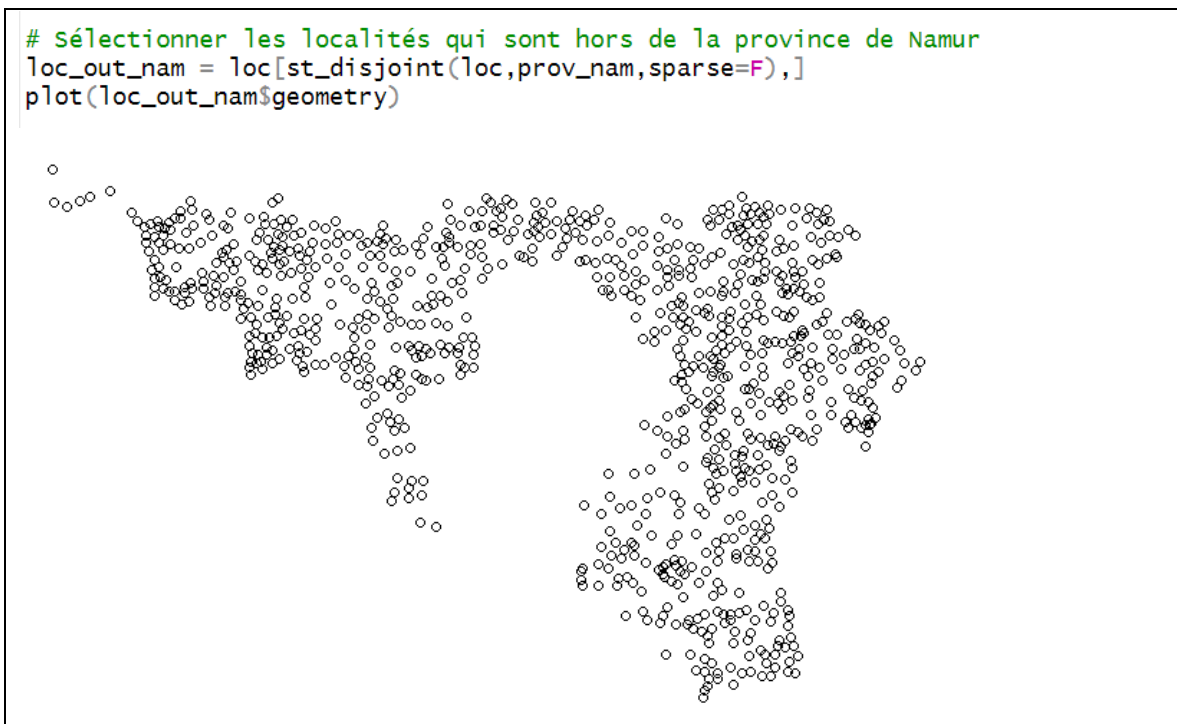 # Sélectionner les localités qui sont hors de la province de Namur
loc_out_nam = loc[st_disjoint(loc,prov_nam,sparse=F),]
plot(loc_out_nam$geometry)